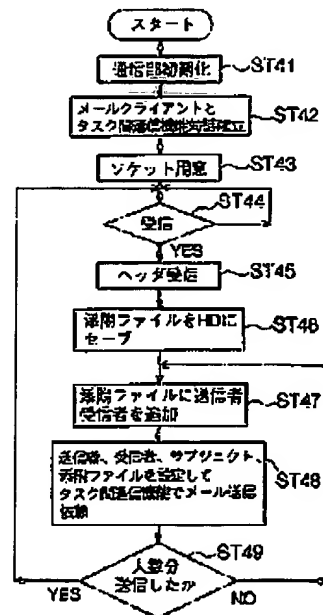 スタート
通信部初期化
ST41
メールクライアントと
タスク間通信機能を確立
ST42
ソケット用意
ST43
ST44
受信
YES
ヘッダ受信
ST45
添付ファイルをHDに
セーブ
ST46
添付ファイルに送信者
受信者を追加
ST47
送信者、受信者、サブジェクト、
添付ファイルを設定して
タスク間通信機能でメール送信
依頼
ST48
ST49
人数分
送信したか
YES
NO